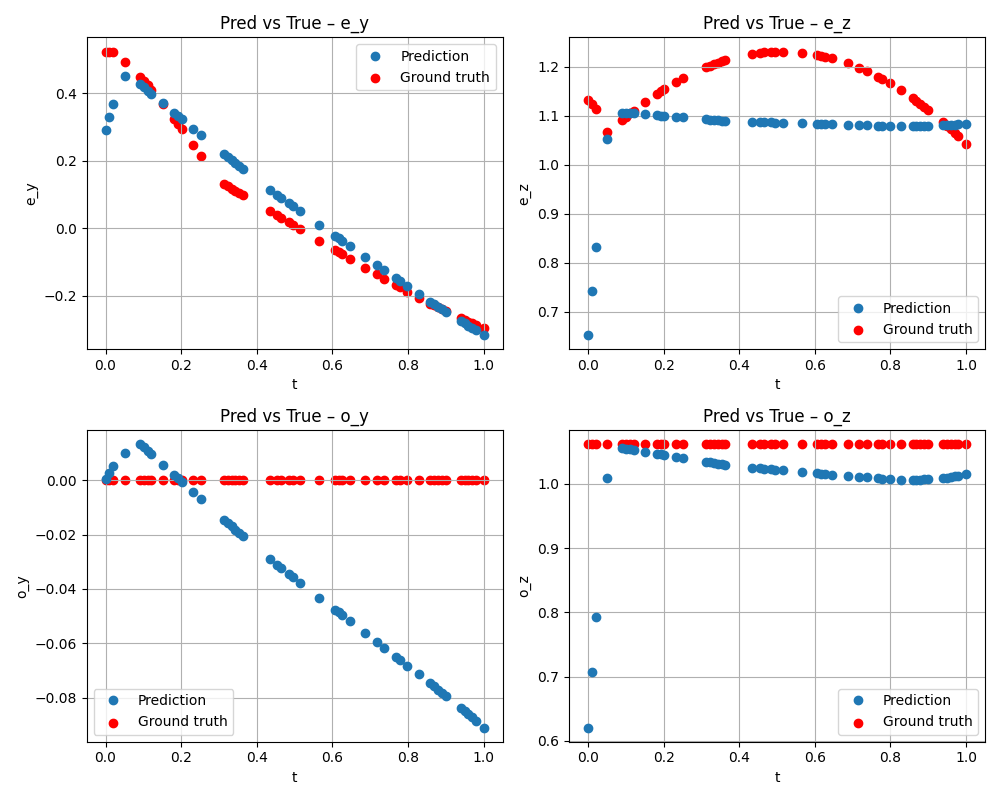 Pred vs True – e_y
Prediction
Ground truth
e_y
0.4
0.2
0.0
−0.2
0.0 0.2 0.4 0.6 0.8 1.0
t
Pred vs True – e_z
Prediction
Ground truth
e_z
1.2
1.1
1.0
0.9
0.8
0.7
0.0 0.2 0.4 0.6 0.8 1.0
t
Pred vs True – o_y
Prediction
Ground truth
o_y
0.00
−0.02
−0.04
−0.06
−0.08
0.0 0.2 0.4 0.6 0.8 1.0
t
Pred vs True – o_z
Prediction
Ground truth
o_z
1.0
0.9
0.8
0.7
0.6
0.0 0.2 0.4 0.6 0.8 1.0
t